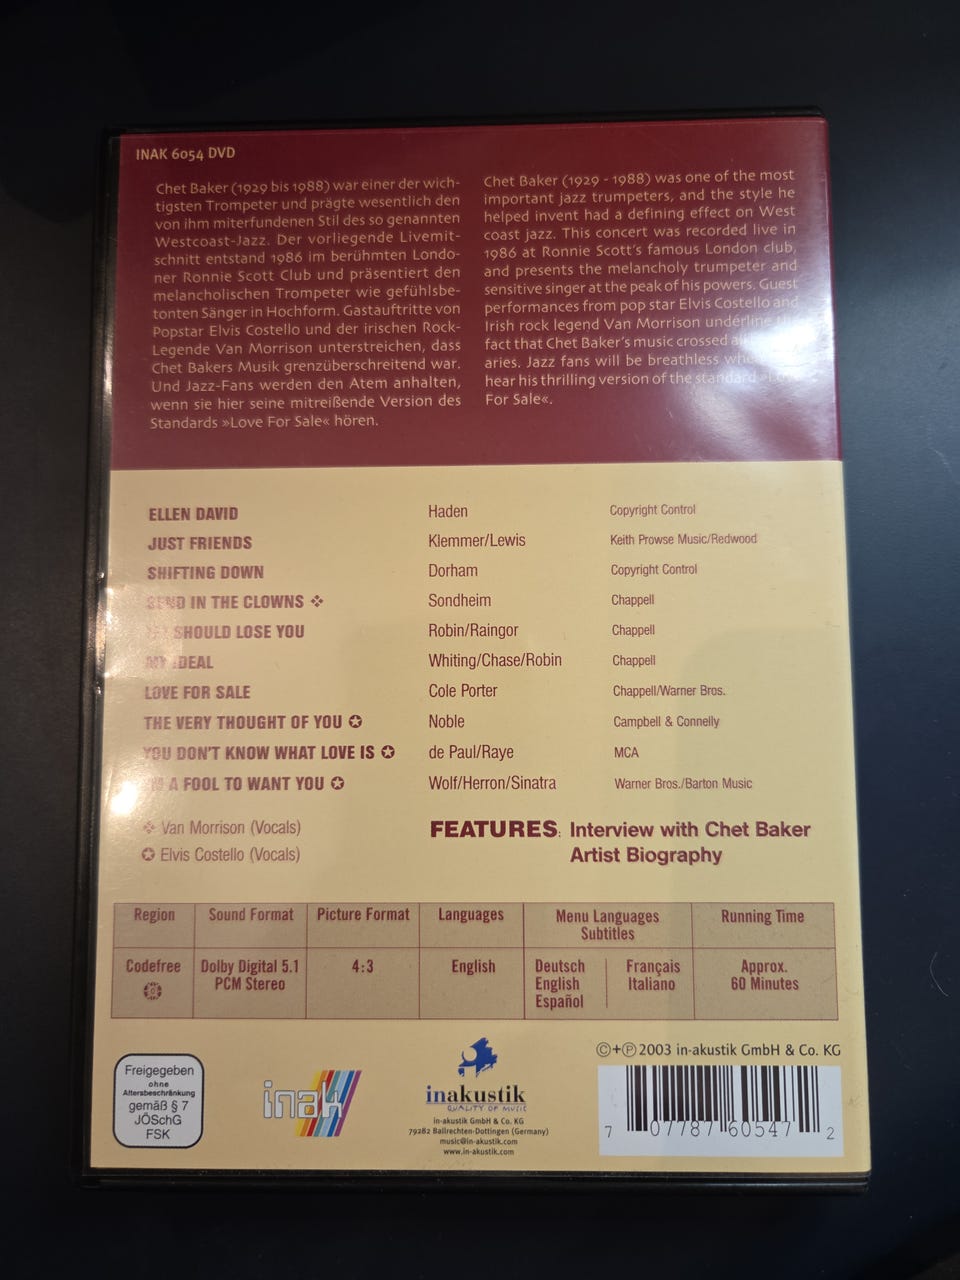 INAK 6054 DVD
Chet Baker (1929 bis 1988) war einer der wich-
tigsten Trompeter und prägte wesentlich den
von ihm miterfundenen Stil des so genannten
Westcoast-Jazz. Der vorliegende Livemit-
schnitt entstand 1986 im berühmten Londo-
ner Ronnie Scott Club und präsentiert den
melancholischen Trompeter wie gefühlsbe-
tonten Sänger in Hochform. Gastauftritte von
Popstar Elvis Costello und der irischen Rock-
Legende Van Morrison unterstreichen, dass
Chet Bakers Musik grenzüberschreitend war.
Und Jazz-Fans werden den Atem anhalten,
wenn sie hier seine mitreißende Version des
Standards »Love For Sale« hören.
Chet Baker (1929 - 1988) was one of the most
important jazz trumpeters, and the style he
helped invent had a defining effect on West
coast jazz. This concert was recorded live in
1986 at Ronnie Scott's famous London club,
and presents the melancholy trumpeter and
sensitive singer at the peak of his powers. Guest
performances from pop star Elvis Costello and
Irish rock legend Van Morrison underline the
fact that Chet Baker's music crossed all
aries. Jazz fans will be breathless when
hear his thrilling version of the standard »Love
For Sale«.
ELLEN DAVID Haden Copyright Control
JUST FRIENDS Klemmer/Lewis Keith Prowse Music/Redwood
SHIFTING DOWN Dorham Copyright Control
SEND IN THE CLOWNS ❖ Sondheim Chappell
IF I SHOULD LOSE YOU Robin/Raingor Chappell
MY IDEAL Whiting/Chase/Robin Chappell
LOVE FOR SALE Cole Porter Chappell/Warner Bros.
THE VERY THOUGHT OF YOU ✪ Noble Campbell & Connelly
YOU DON'T KNOW WHAT LOVE IS ✪ de Paul/Raye MCA
I'M A FOOL TO WANT YOU ✪ Wolf/Herron/Sinatra Warner Bros./Barton Music
❖ Van Morrison (Vocals)
✪ Elvis Costello (Vocals)
FEATURES: Interview with Chet Baker
Artist Biography
Region Sound Format Picture Format Languages Menu Languages Running Time
Subtitles
Codefree Dolby Digital 5.1 4:3 English Deutsch Français Approx.
PCM Stereo English Italiano 60 Minutes
Español
Freigegeben
ohne
Altersbeschränkung
gemäß § 7
JÖSchG
FSK
inak
inakustik
QUALITY OF MUSIC
in-akustik GmbH & Co. KG
79282 Ballrechten-Dottingen (Germany)
music@in-akustik.com
www.in-akustik.com
©+℗ 2003 in-akustik GmbH & Co. KG
7 07787 60547 2